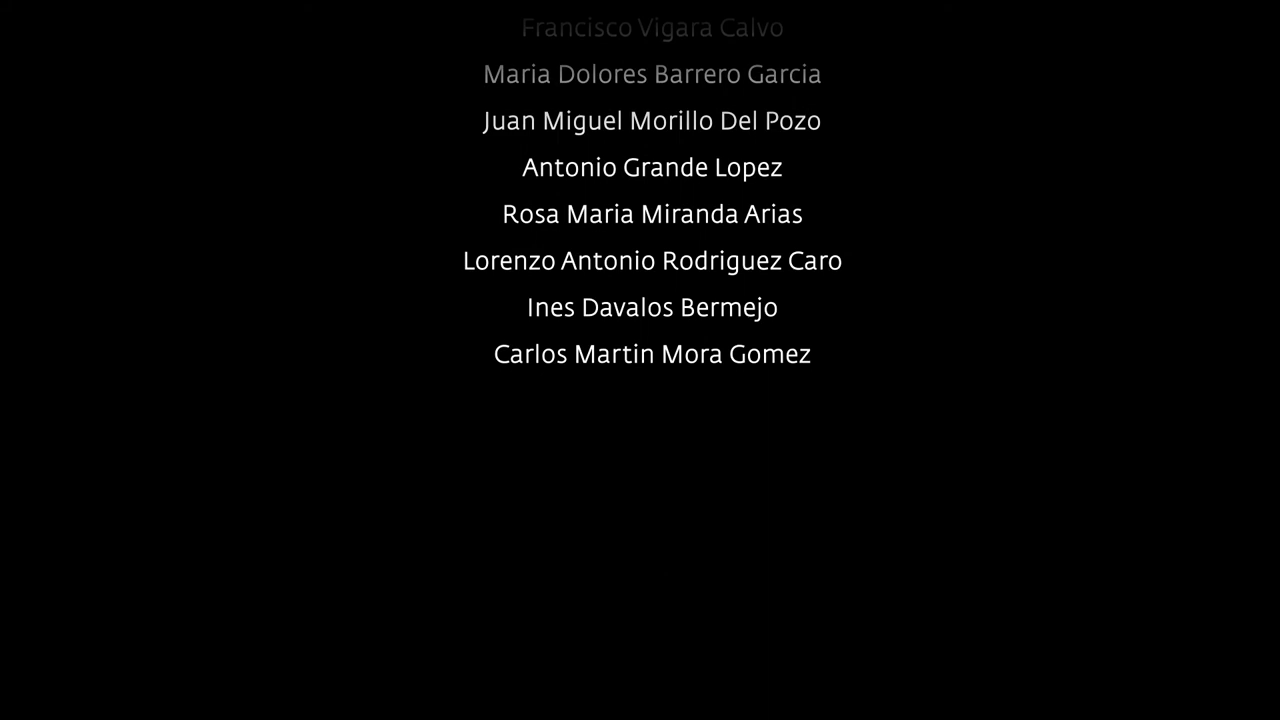 Francisco Vigara Calvo
Maria Dolores Barrero Garcia
Juan Miguel Morillo Del Pozo
Antonio Grande Lopez
Rosa Maria Miranda Arias
Lorenzo Antonio Rodriguez Caro
Ines Davalos Bermejo
Carlos Martin Mora Gomez